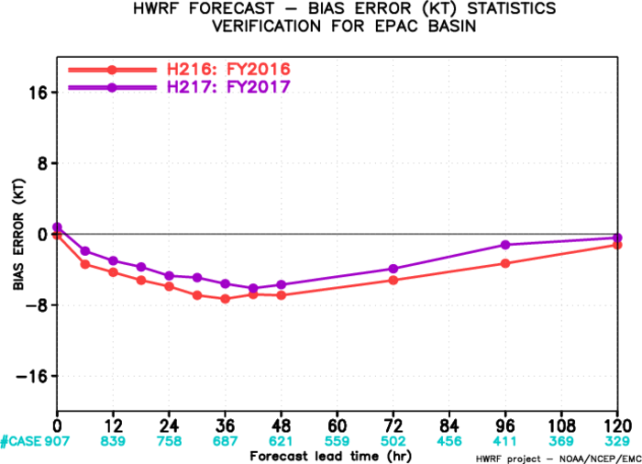 HWRF FORECAST – BIAS ERROR (KT) STATISTICS
VERIFICATION FOR EPAC BASIN
H216: FY2016
H217: FY2017
16
8
0
-8
-16
BIAS ERROR (KT)
0 12 24 36 48 60 72 84 96 108 120
#CASE 907 839 758 687 621 559 502 456 411 369 329
Forecast lead time (hr)
HWRF project – NOAA/NCEP/EMC